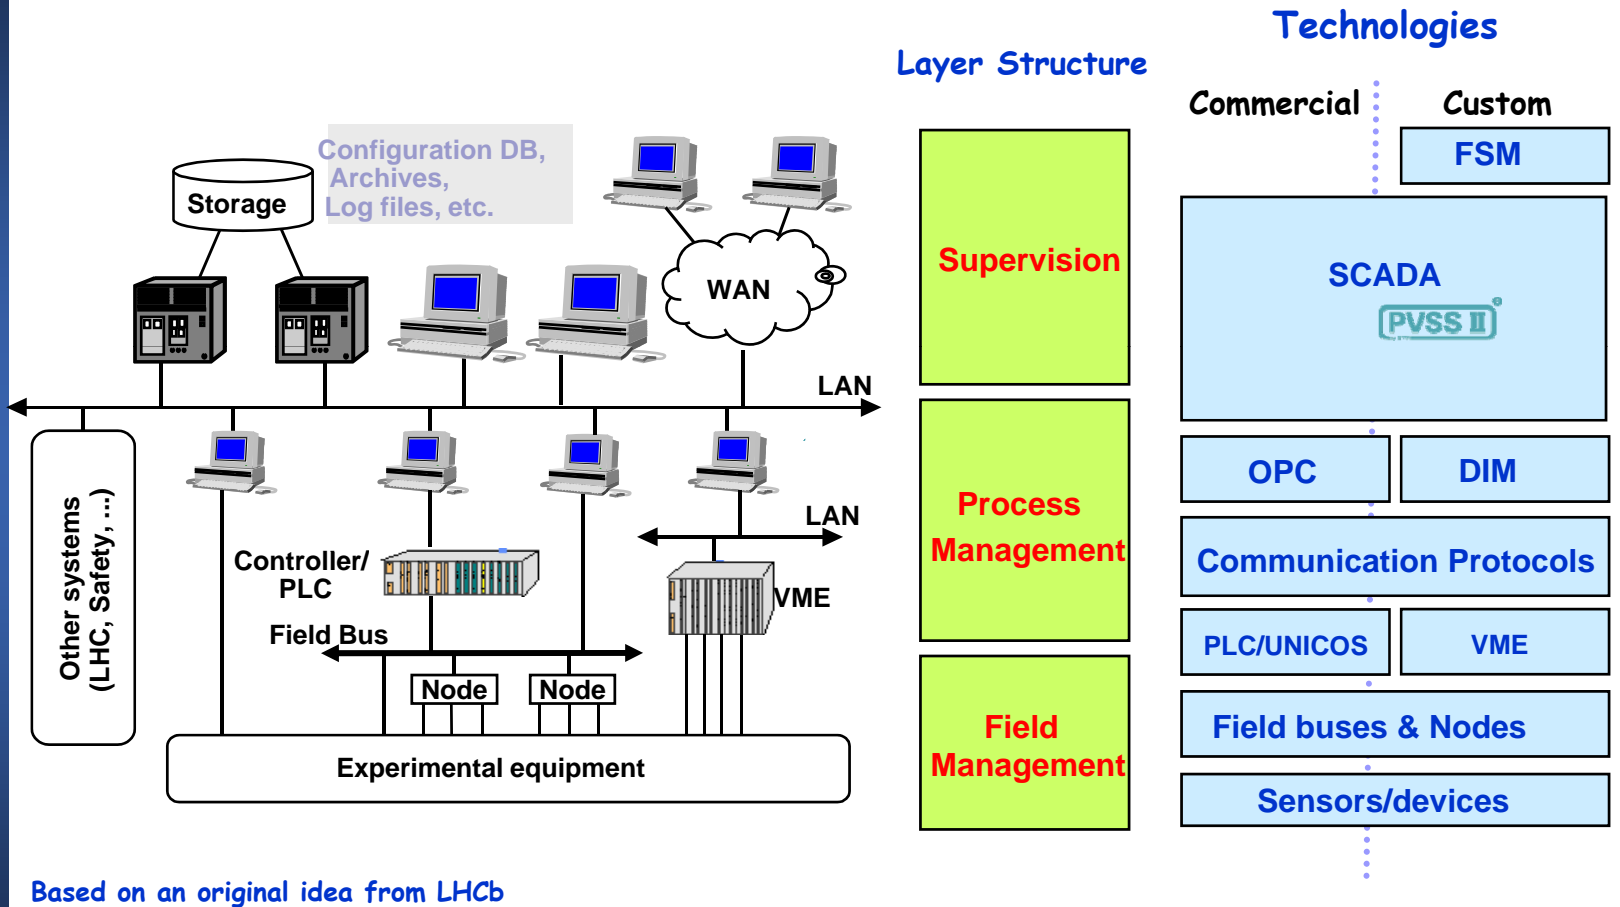 Technologies
Layer Structure
Commercial
Custom
Configuration DB,
Archives,
Log files, etc.
Storage
WAN
LAN
Other systems
(LHC, Safety, ...)
LAN
Controller/
PLC
VME
Field Bus
Node
Node
Experimental equipment
Supervision
Process
Management
Field
Management
FSM
SCADA
PVSS II
OPC
DIM
Communication Protocols
PLC/UNICOS
VME
Field buses & Nodes
Sensors/devices
Based on an original idea from LHCb